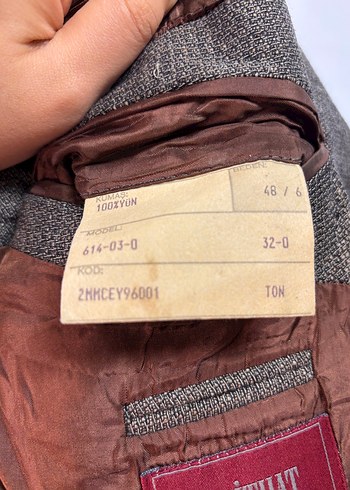 KUMAŞ: BEDEN:
100%YÜN 48 / 6
MODEL:
614-03-0 32-0
KOD:
2MMCEY96001 TON